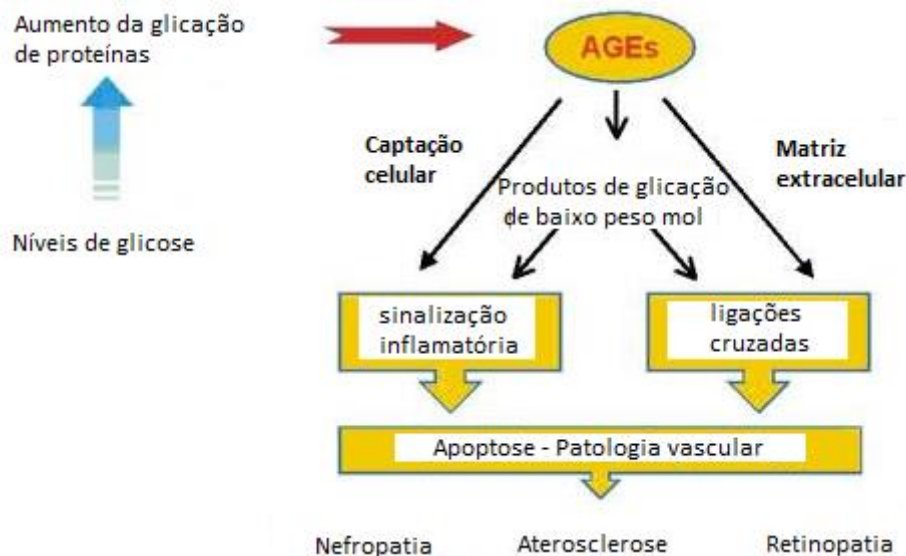 Aumento da glicação
de proteínas
AGEs
Captação
celular
Matriz
extracelular
Produtos de glicação
de baixo peso mol
Níveis de glicose
sinalização
inflamatória
ligações
cruzadas
Apoptose - Patologia vascular
Nefropatia
Aterosclerose
Retinopatia